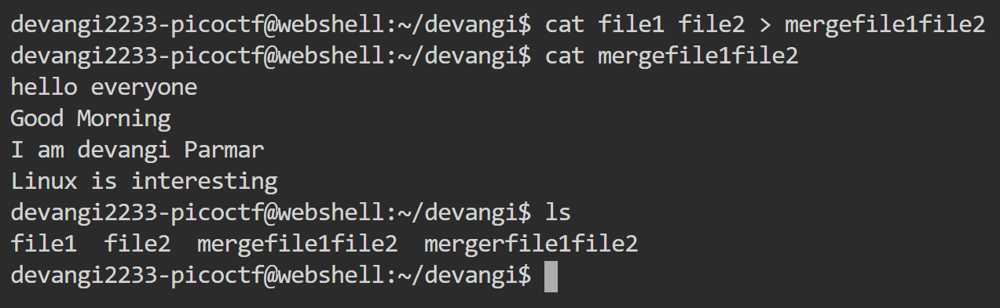 devangi2233-picoctf@webshell:~/devangi$ cat file1 file2 > mergefile1file2
devangi2233-picoctf@webshell:~/devangi$ cat mergefile1file2
hello everyone
Good Morning
I am devangi Parmar
Linux is interesting
devangi2233-picoctf@webshell:~/devangi$ ls
file1  file2  mergefile1file2  mergerfile1file2
devangi2233-picoctf@webshell:~/devangi$